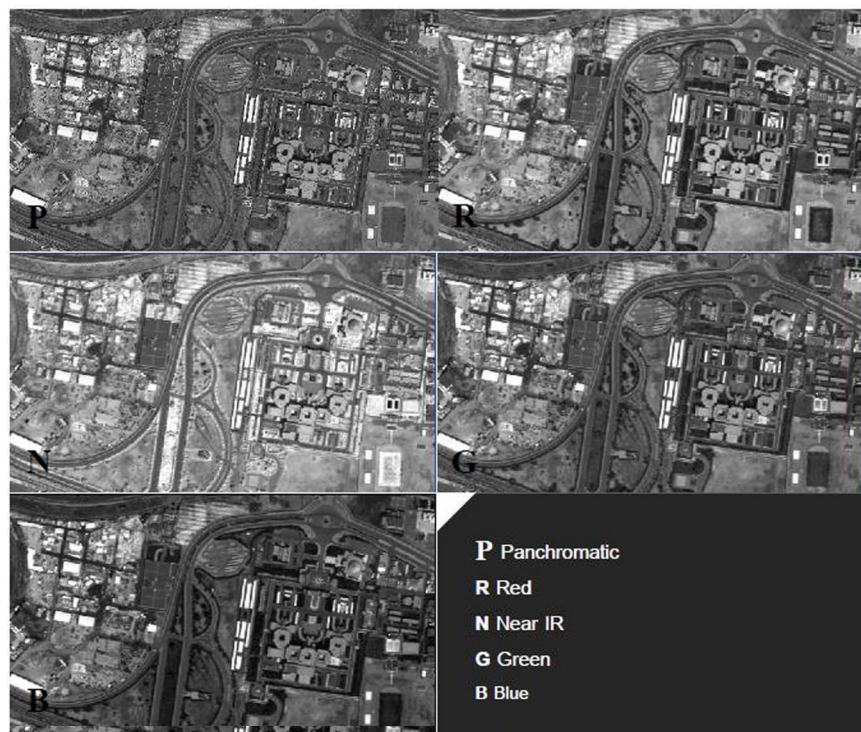 P
R
N
G
B
P Panchromatic
R Red
N Near IR
G Green
B Blue